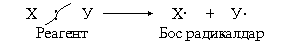 Х : У ⟶ Х· + У·
Реагент Бос радикалдар